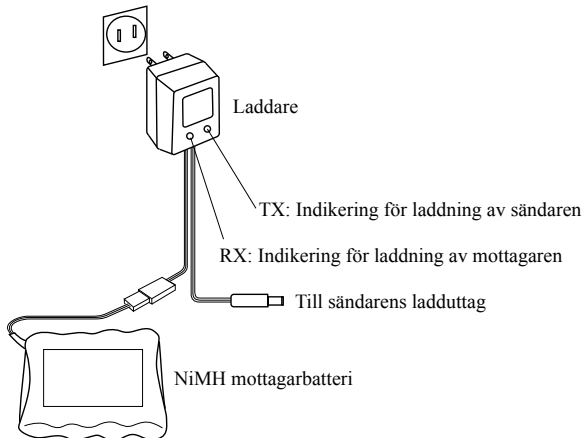 Laddare
TX: Indikering för laddning av sändaren
RX: Indikering för laddning av mottagaren
Till sändarens ladduttag
NiMH mottagarbatteri